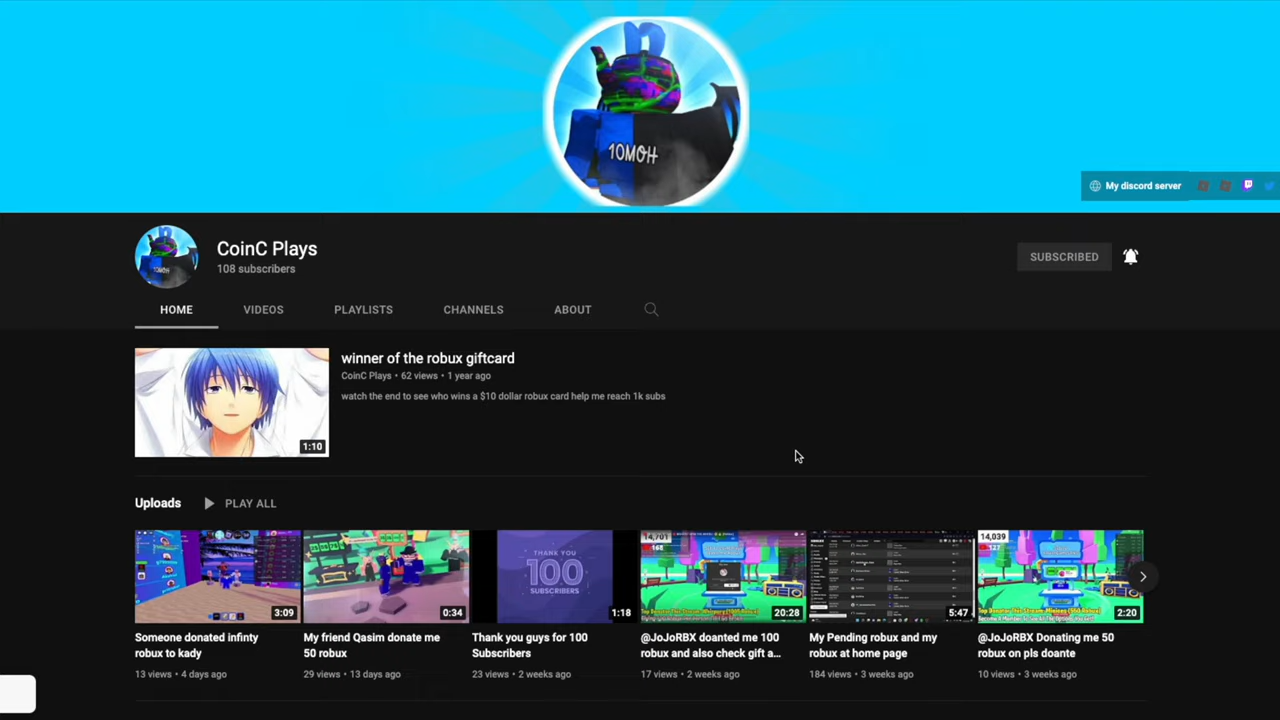 10MOH
My discord server
CoinC Plays
108 subscribers
SUBSCRIBED
HOME
VIDEOS
PLAYLISTS
CHANNELS
ABOUT
winner of the robux giftcard
CoinC Plays • 62 views • 1 year ago
watch the end to see who wins a $10 dollar robux card help me reach 1k subs
1:10
Uploads
PLAY ALL
3:09
0:34
THANK YOU
100
SUBSCRIBERS
1:18
14,701
168
20:28
5:47
14,039
2:20
Someone donated infinty
robux to kady
13 views • 4 days ago
My friend Qasim donate me
50 robux
29 views • 13 days ago
Thank you guys for 100
Subscribers
23 views • 2 weeks ago
@JoJoRBX doanted me 100
robux and also check gift a...
17 views • 2 weeks ago
My Pending robux and my
robux at home page
184 views • 3 weeks ago
@JoJoRBX Donating me 50
robux on pls doante
10 views • 3 weeks ago